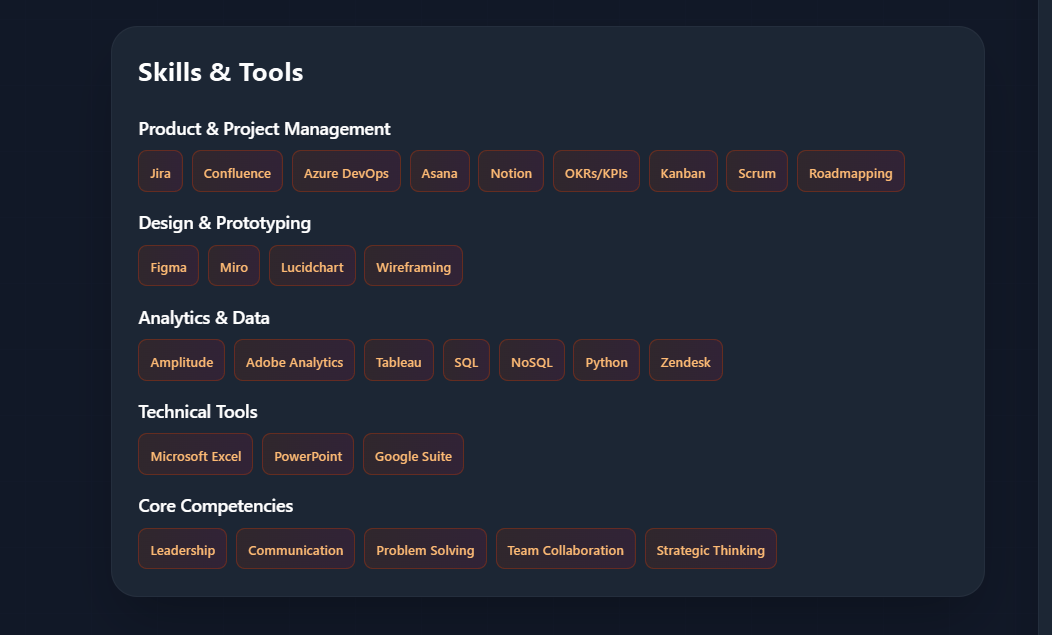 Skills & Tools
Product & Project Management
Jira Confluence Azure DevOps Asana Notion OKRs/KPIs Kanban Scrum Roadmapping
Design & Prototyping
Figma Miro Lucidchart Wireframing
Analytics & Data
Amplitude Adobe Analytics Tableau SQL NoSQL Python Zendesk
Technical Tools
Microsoft Excel PowerPoint Google Suite
Core Competencies
Leadership Communication Problem Solving Team Collaboration Strategic Thinking